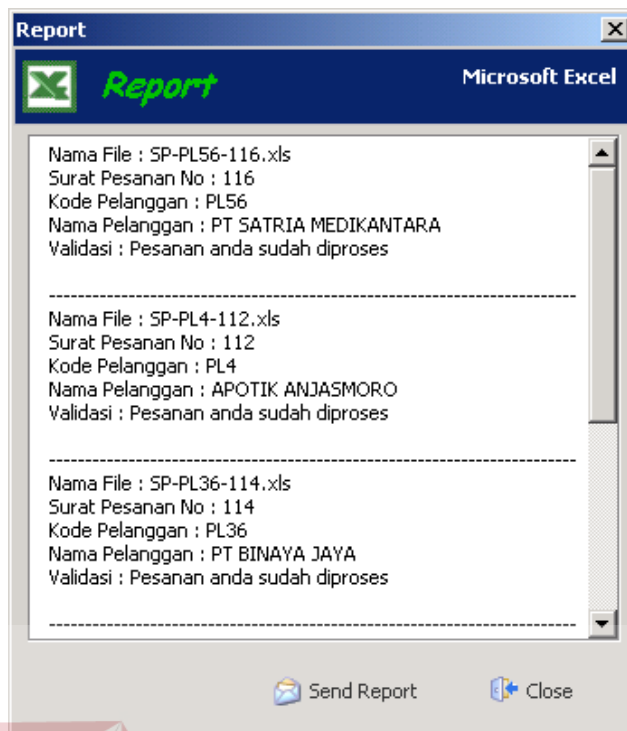 Report
Report
Microsoft Excel
Nama File : SP-PL56-116.xls
Surat Pesanan No : 116
Kode Pelanggan : PL56
Nama Pelanggan : PT SATRIA MEDIKANTARA
Validasi : Pesanan anda sudah diproses
--------------------------------------------------------------------------
Nama File : SP-PL4-112.xls
Surat Pesanan No : 112
Kode Pelanggan : PL4
Nama Pelanggan : APOTIK ANJASMORO
Validasi : Pesanan anda sudah diproses
--------------------------------------------------------------------------
Nama File : SP-PL36-114.xls
Surat Pesanan No : 114
Kode Pelanggan : PL36
Nama Pelanggan : PT BINAYA JAYA
Validasi : Pesanan anda sudah diproses
--------------------------------------------------------------------------
Send Report
Close